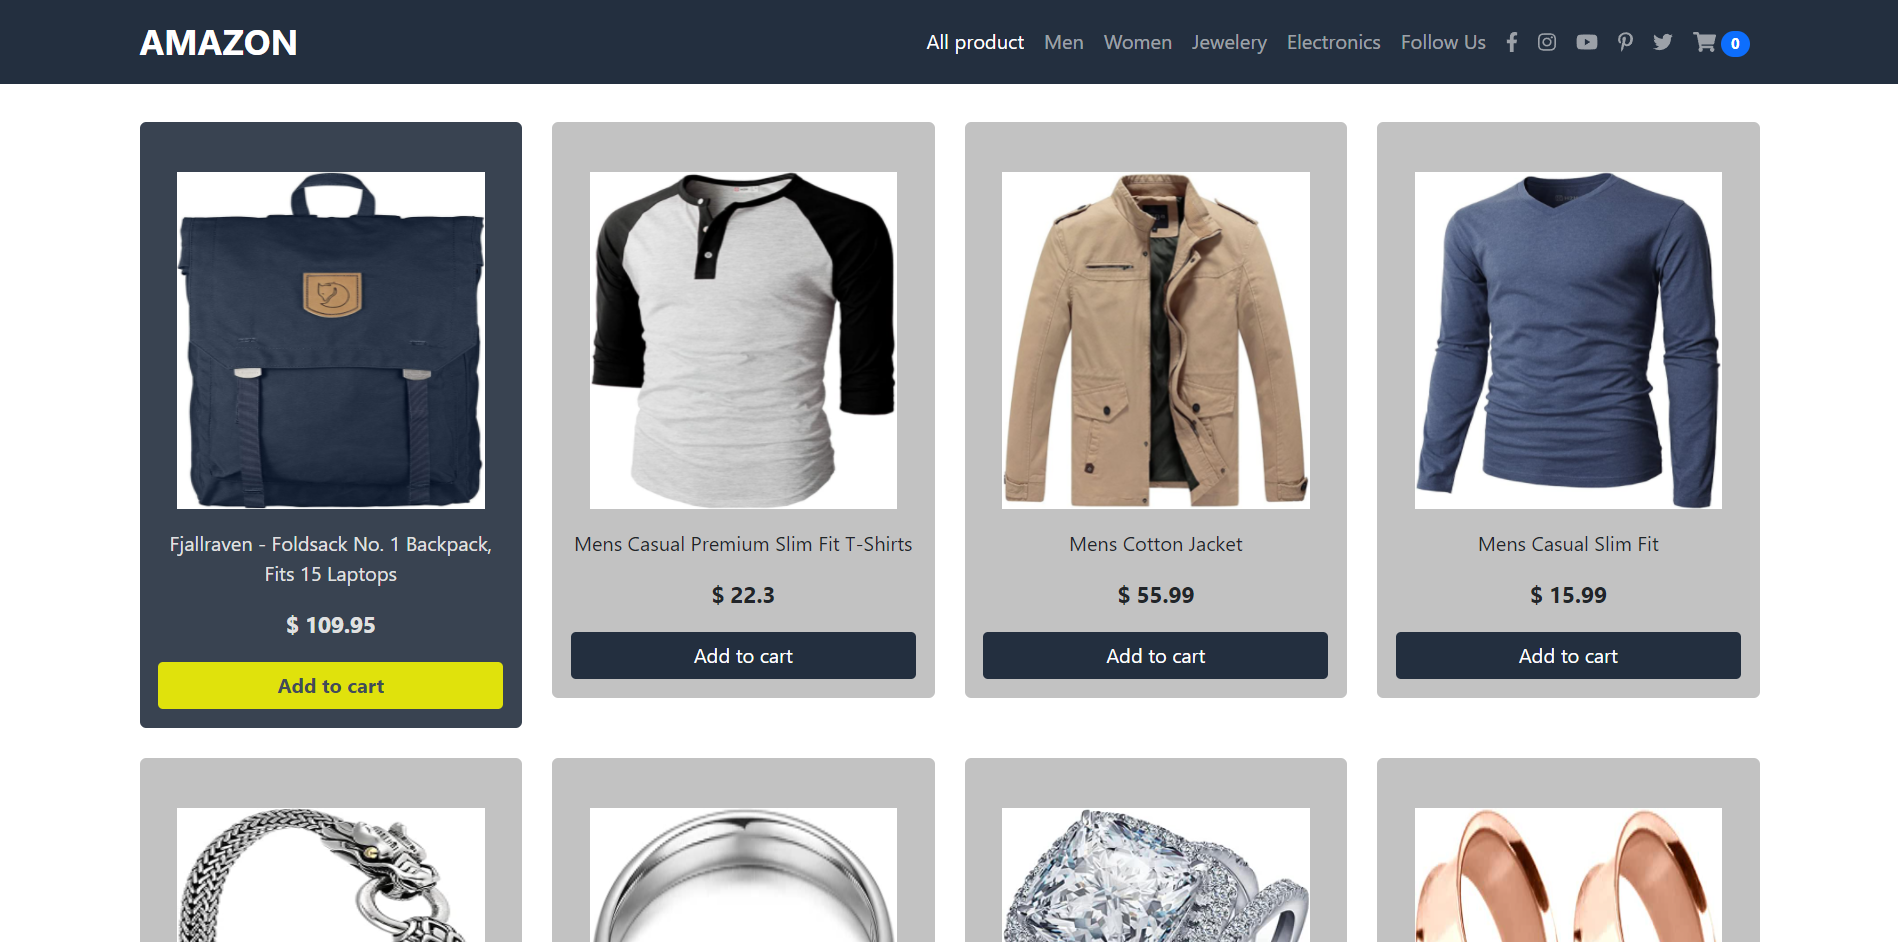 AMAZON
All product Men Women Jewelery Electronics Follow Us 0
Fjallraven - Foldsack No. 1 Backpack,
Fits 15 Laptops
$ 109.95
Add to cart
Mens Casual Premium Slim Fit T-Shirts
$ 22.3
Add to cart
Mens Cotton Jacket
$ 55.99
Add to cart
Mens Casual Slim Fit
$ 15.99
Add to cart